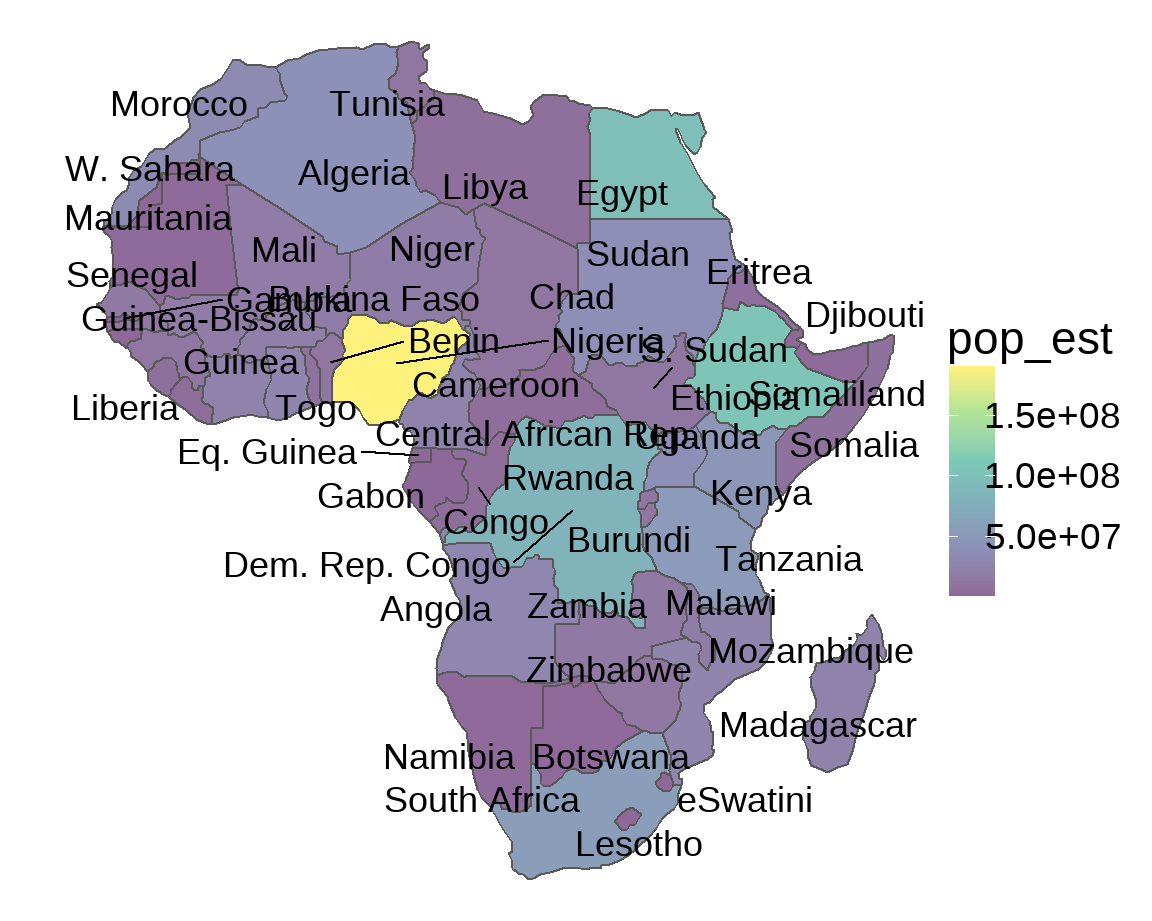 Morocco
Tunisia
W. Sahara
Algeria
Libya
Egypt
Mauritania
Mali
Niger
Sudan
Eritrea
Senegal
Gambia
Burkina Faso
Chad
Djibouti
Guinea-Bissau
Benin
Nigeria
S. Sudan
Guinea
Cameroon
Ethiopia
Somaliland
Liberia
Togo
Central African Rep.
Uganda
Somalia
Eq. Guinea
Rwanda
Gabon
Kenya
Congo
Burundi
Dem. Rep. Congo
Tanzania
Angola
Zambia
Malawi
Mozambique
Zimbabwe
Madagascar
Namibia
Botswana
South Africa
eSwatini
Lesotho
pop_est
1.5e+08
1.0e+08
5.0e+07